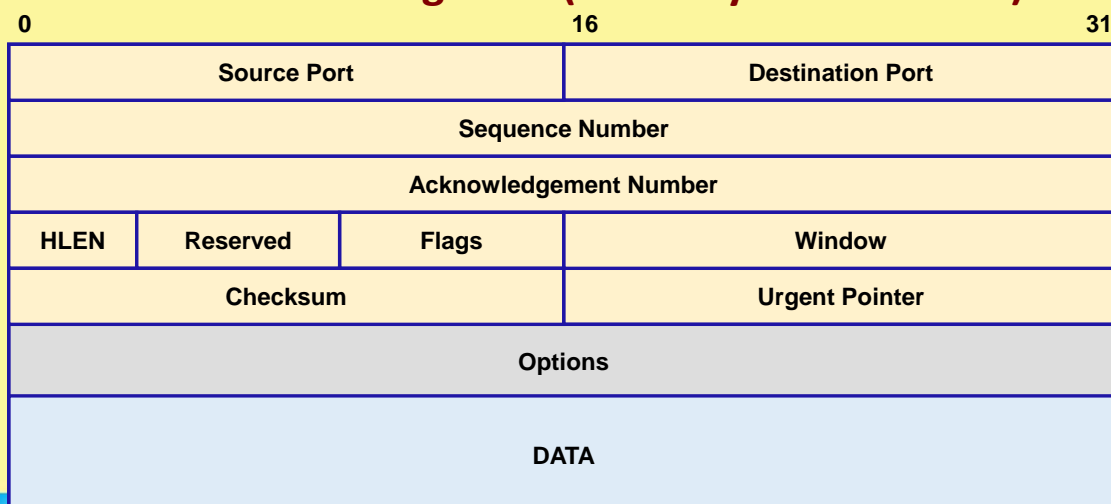 0 16 31
Source Port Destination Port
Sequence Number
Acknowledgement Number
HLEN Reserved Flags Window
Checksum Urgent Pointer
Options
DATA